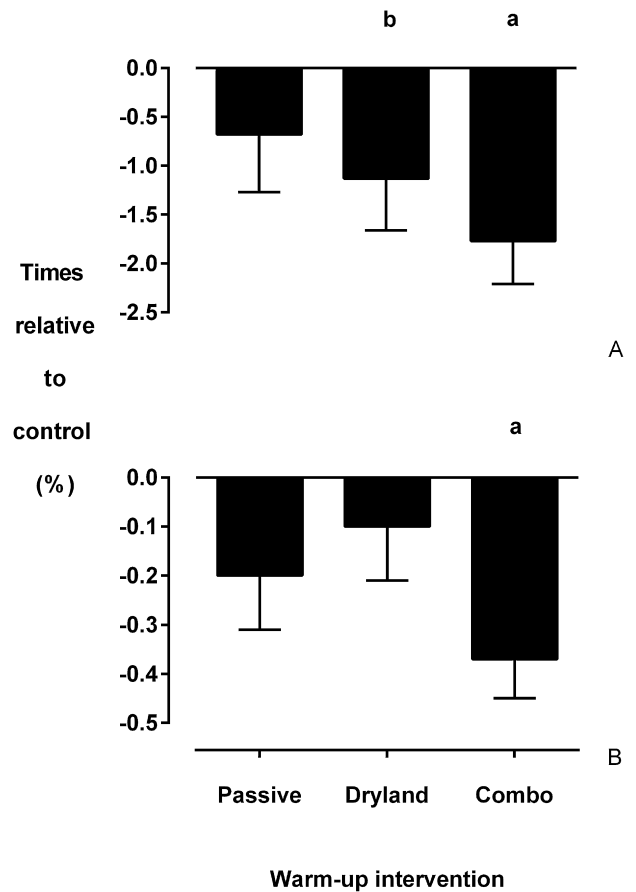 b a
0.0
-0.5
-1.0
-1.5
-2.0
-2.5
A
Times
relative
to
control
(%)
a
0.0
-0.1
-0.2
-0.3
-0.4
-0.5
B
Passive Dryland Combo
Warm-up intervention